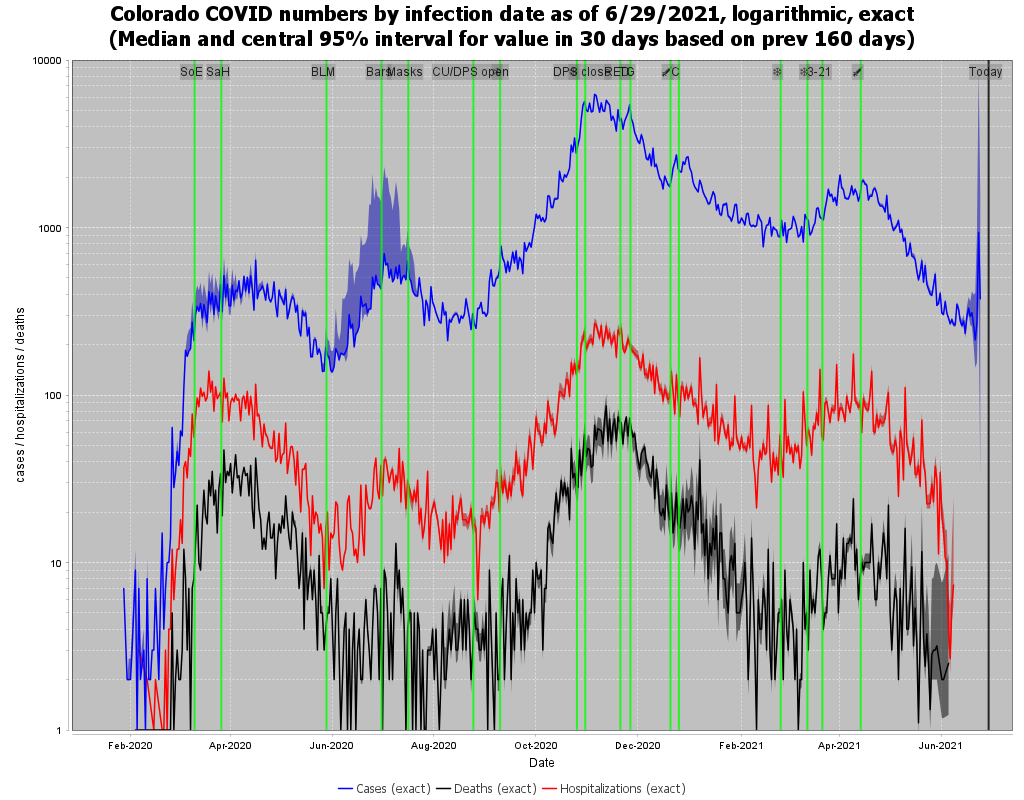 Colorado COVID numbers by infection date as of 6/29/2021, logarithmic, exact
(Median and central 95% interval for value in 30 days based on prev 160 days)
10000
1000
100
10
1
cases / hospitalizations / deaths
SoE SaH BLM Bars Masks CU/DPS open DPS close RED C 3-21 Today
Feb-2020 Apr-2020 Jun-2020 Aug-2020 Oct-2020 Dec-2020 Feb-2021 Apr-2021 Jun-2021
Date
Cases (exact) Deaths (exact) Hospitalizations (exact)